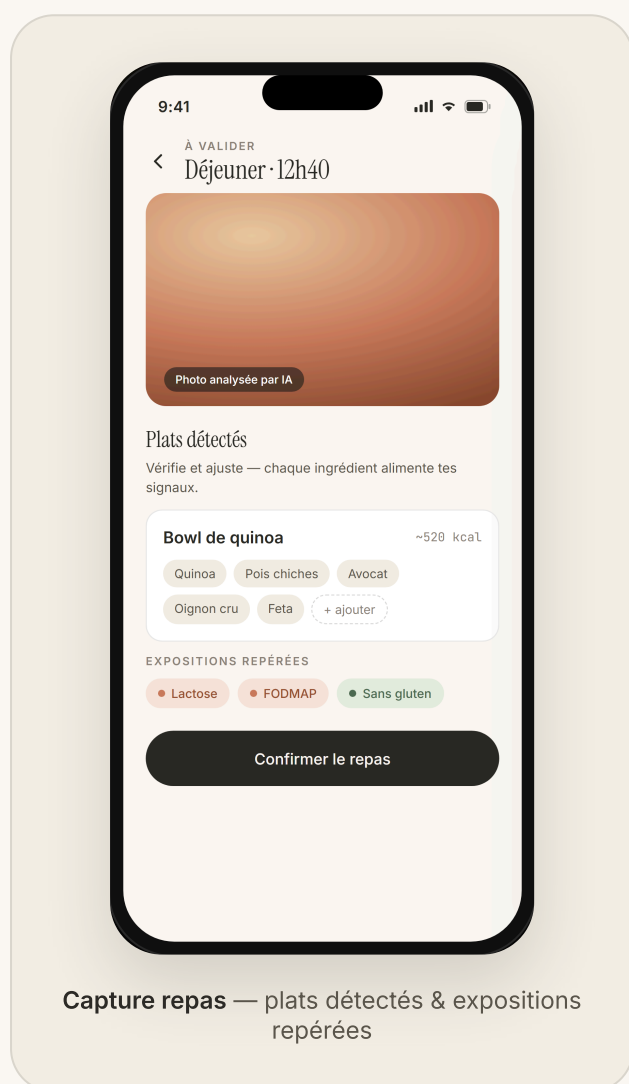 9:41
À VALIDER
Déjeuner · 12h40
Photo analysée par IA
Plats détectés
Vérifie et ajuste — chaque ingrédient alimente tes
signaux.
Bowl de quinoa ~520 kcal
Quinoa Pois chiches Avocat
Oignon cru Feta + ajouter
EXPOSITIONS REPÉRÉES
Lactose FODMAP Sans gluten
Confirmer le repas
Capture repas — plats détectés & expositions
repérées